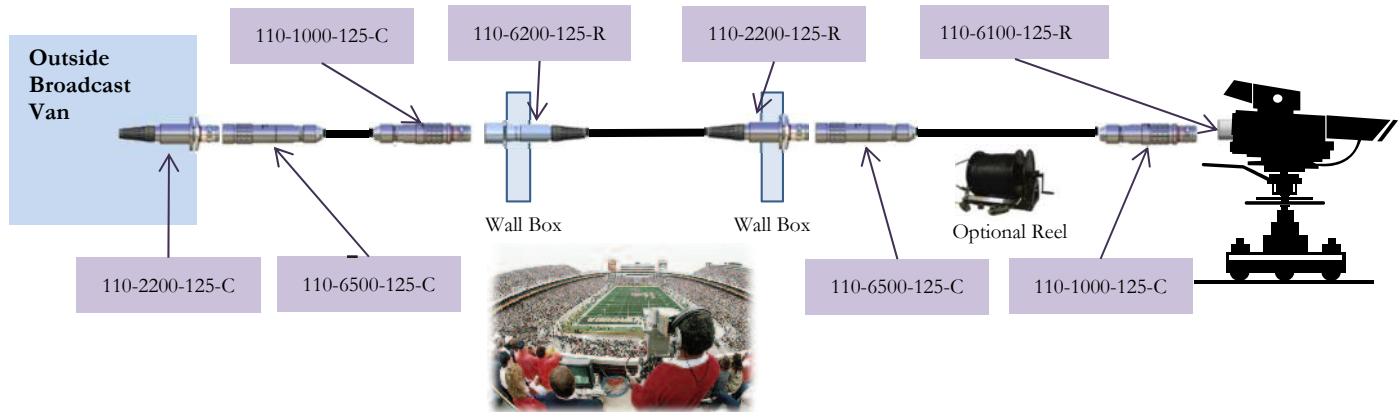 110-1000-125-C
110-6200-125-R
110-2200-125-R
110-6100-125-R
Outside
Broadcast
Van
Wall Box
Wall Box
Optional Reel
110-2200-125-C
110-6500-125-C
110-6500-125-C
110-1000-125-C